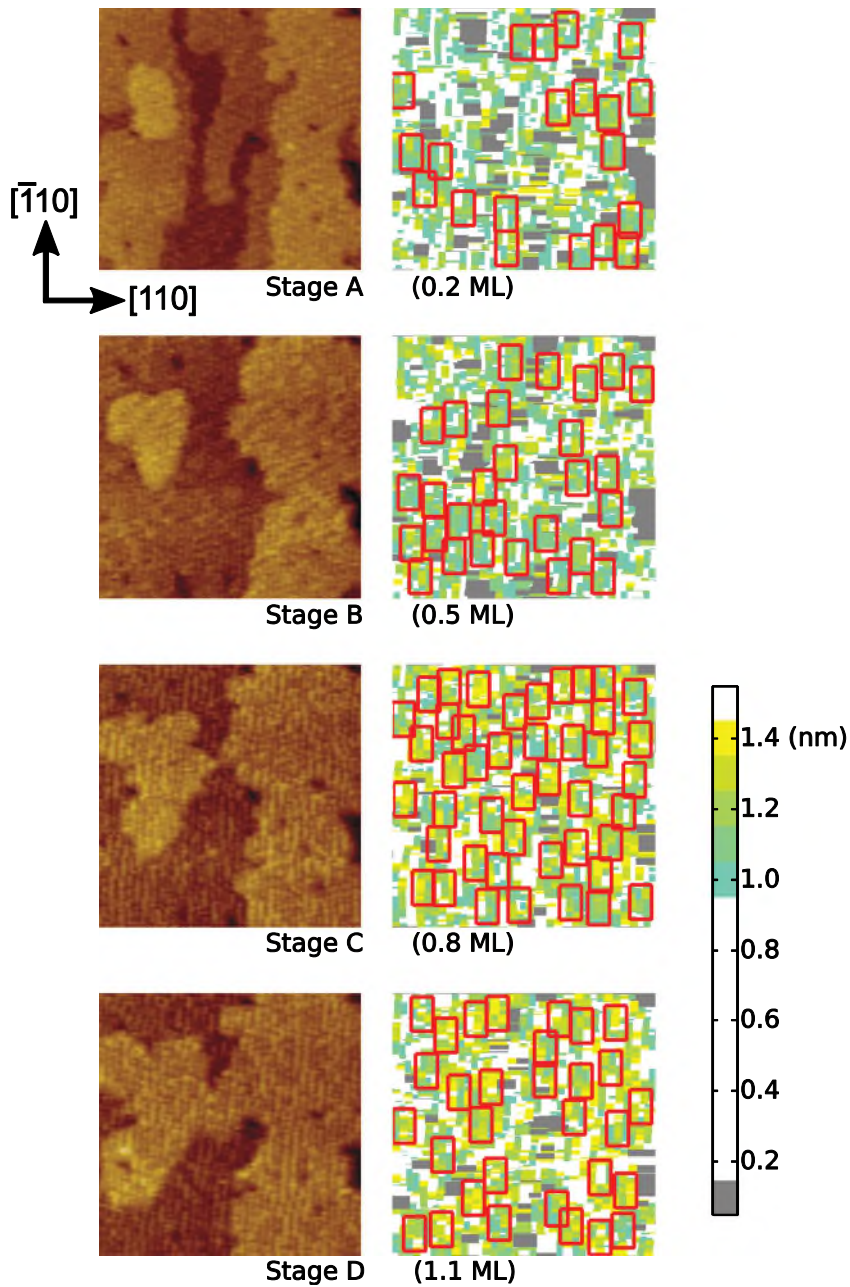 [1̄10]
[110]
Stage A (0.2 ML)
Stage B (0.5 ML)
1.4 (nm)
1.2
1.0
0.8
0.6
0.4
0.2
Stage C (0.8 ML)
Stage D (1.1 ML)